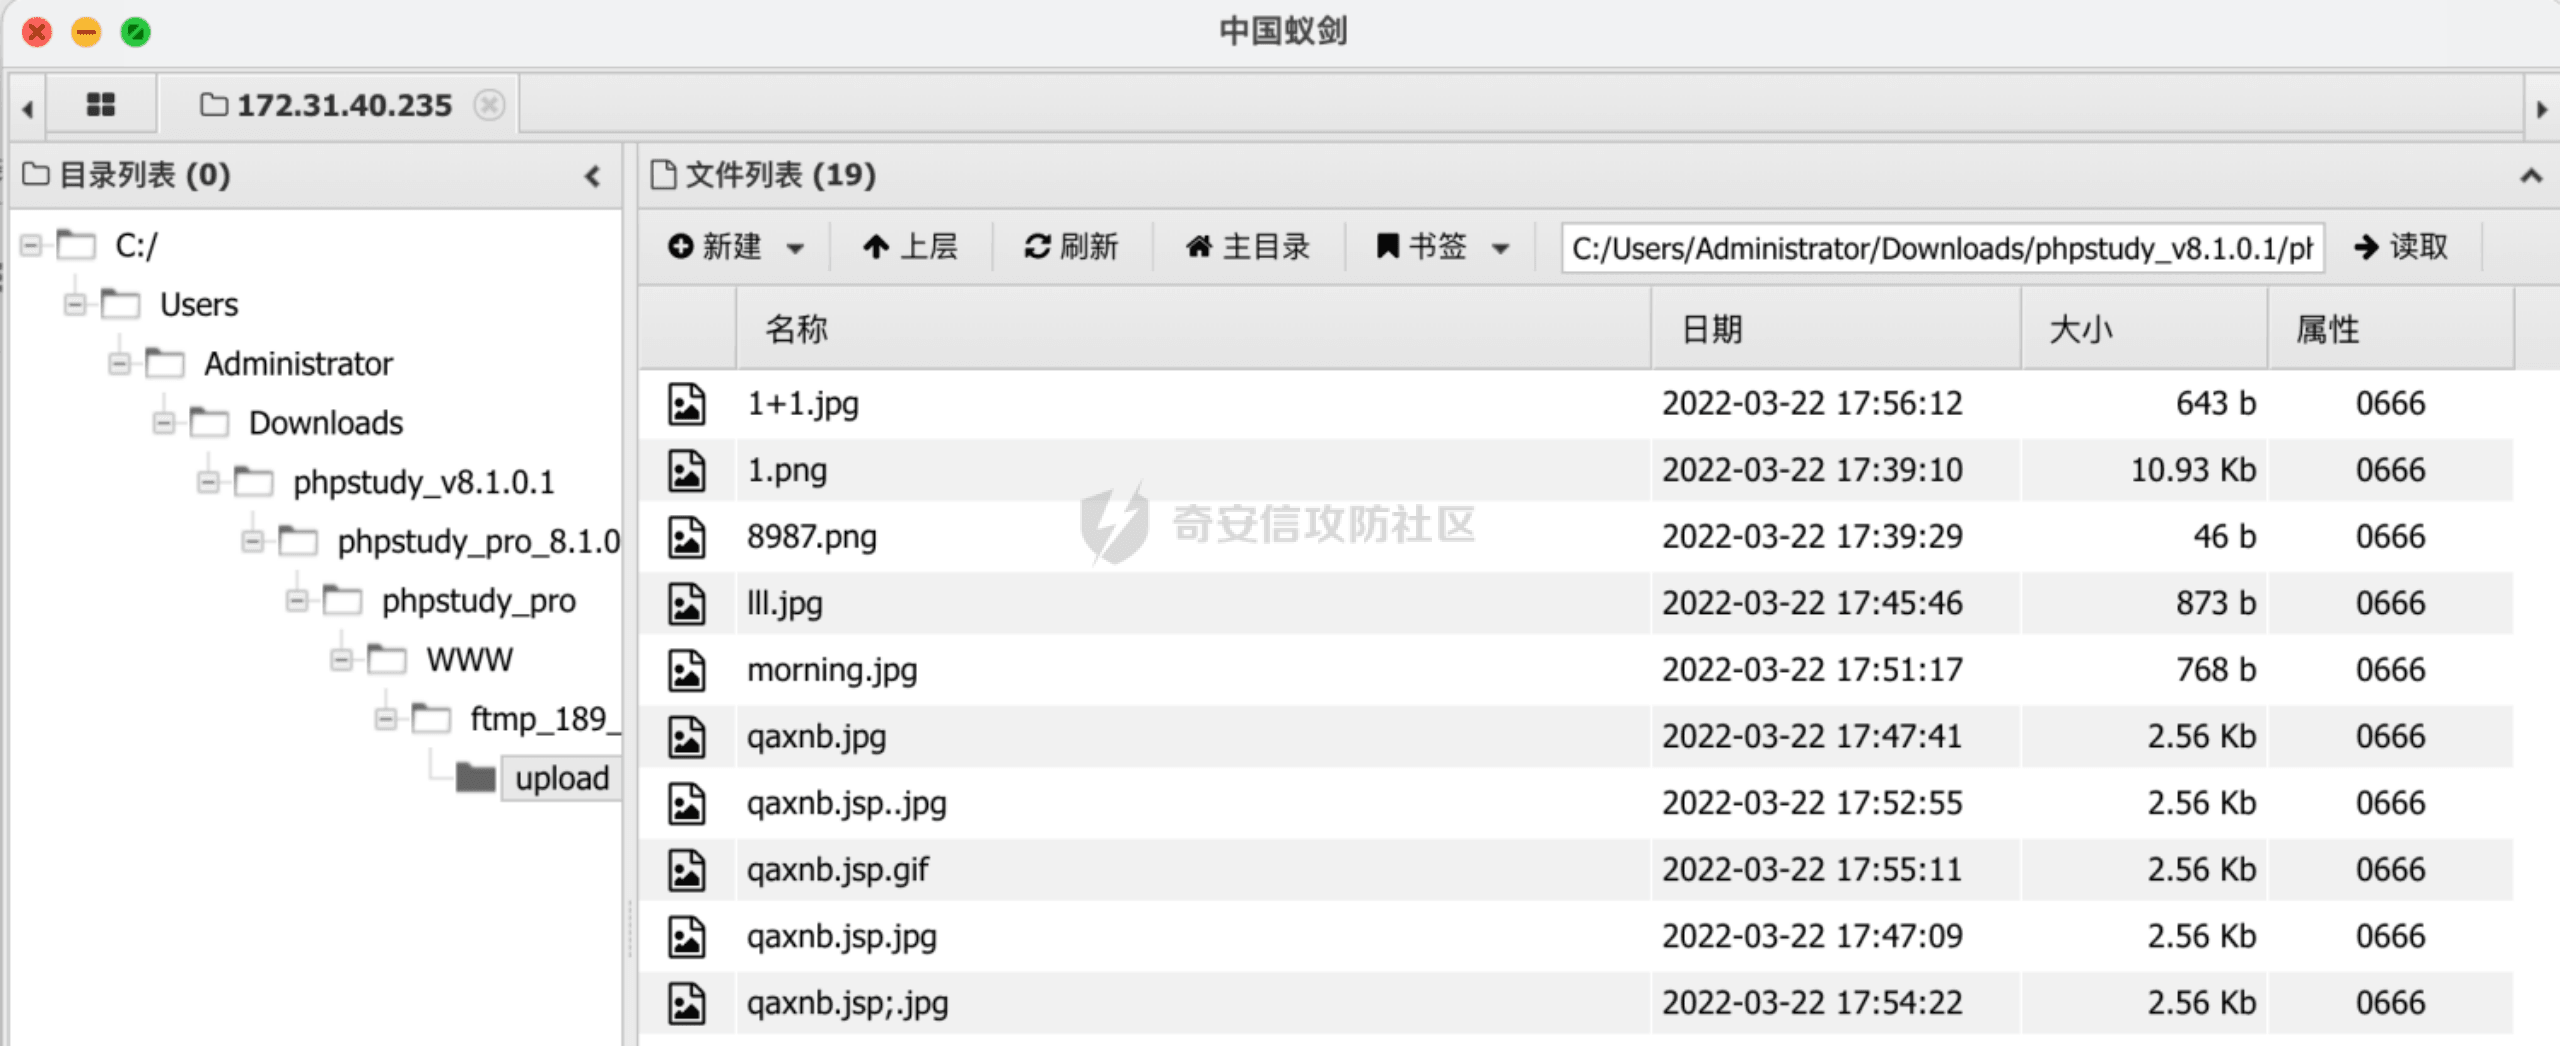 中国蚁剑
172.31.40.235
目录列表 (0)
文件列表 (19)
新建 上层 刷新 主目录 书签 C:/Users/Administrator/Downloads/phpstudy_v8.1.0.1/ph 读取
C:/
Users
Administrator
Downloads
phpstudy_v8.1.0.1
phpstudy_pro_8.1.0
phpstudy_pro
WWW
ftmp_189_
upload
名称 日期 大小 属性
1+1.jpg 2022-03-22 17:56:12 643 b 0666
1.png 2022-03-22 17:39:10 10.93 Kb 0666
8987.png 2022-03-22 17:39:29 46 b 0666
lll.jpg 2022-03-22 17:45:46 873 b 0666
morning.jpg 2022-03-22 17:51:17 768 b 0666
qaxnb.jpg 2022-03-22 17:47:41 2.56 Kb 0666
qaxnb.jsp..jpg 2022-03-22 17:52:55 2.56 Kb 0666
qaxnb.jsp.gif 2022-03-22 17:55:11 2.56 Kb 0666
qaxnb.jsp.jpg 2022-03-22 17:47:09 2.56 Kb 0666
qaxnb.jsp;.jpg 2022-03-22 17:54:22 2.56 Kb 0666
奇安信攻防社区